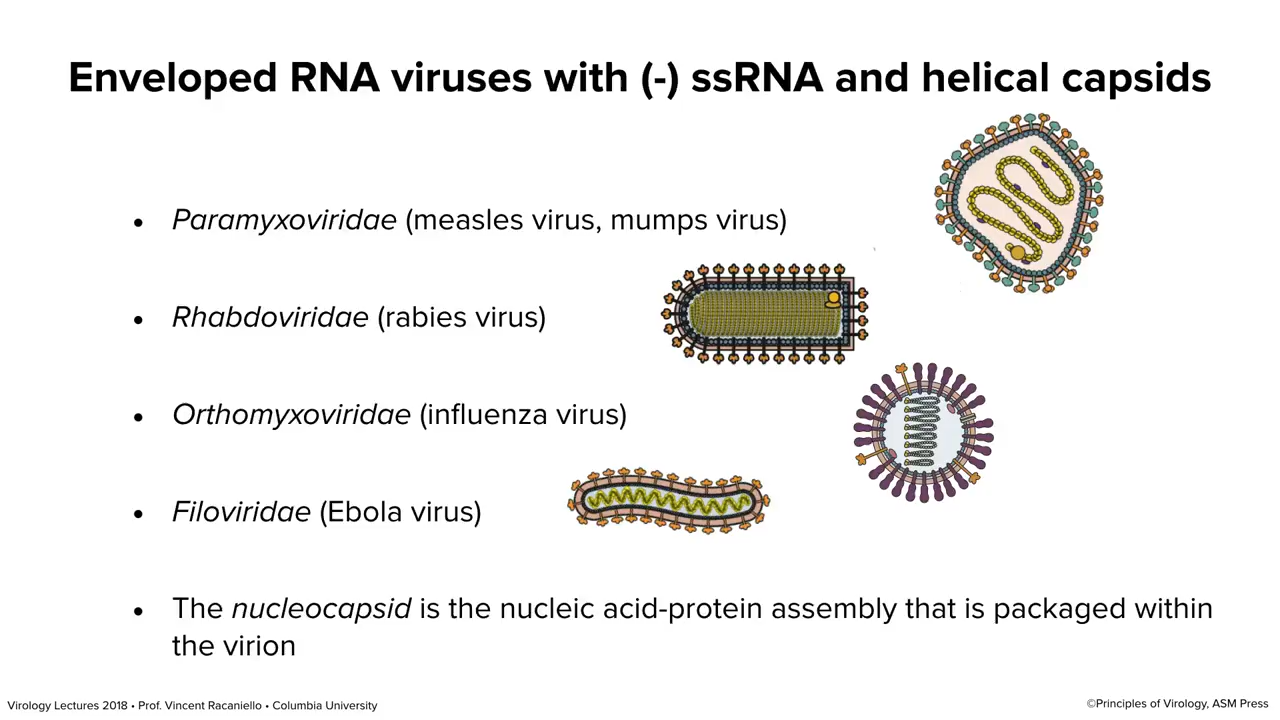 Enveloped RNA viruses with (-) ssRNA and helical capsids
• Paramyxoviridae (measles virus, mumps virus)
• Rhabdoviridae (rabies virus)
• Orthomyxoviridae (influenza virus)
• Filoviridae (Ebola virus)
• The nucleocapsid is the nucleic acid-protein assembly that is packaged within
the virion
Virology Lectures 2018 • Prof. Vincent Racaniello • Columbia University
©Principles of Virology, ASM Press